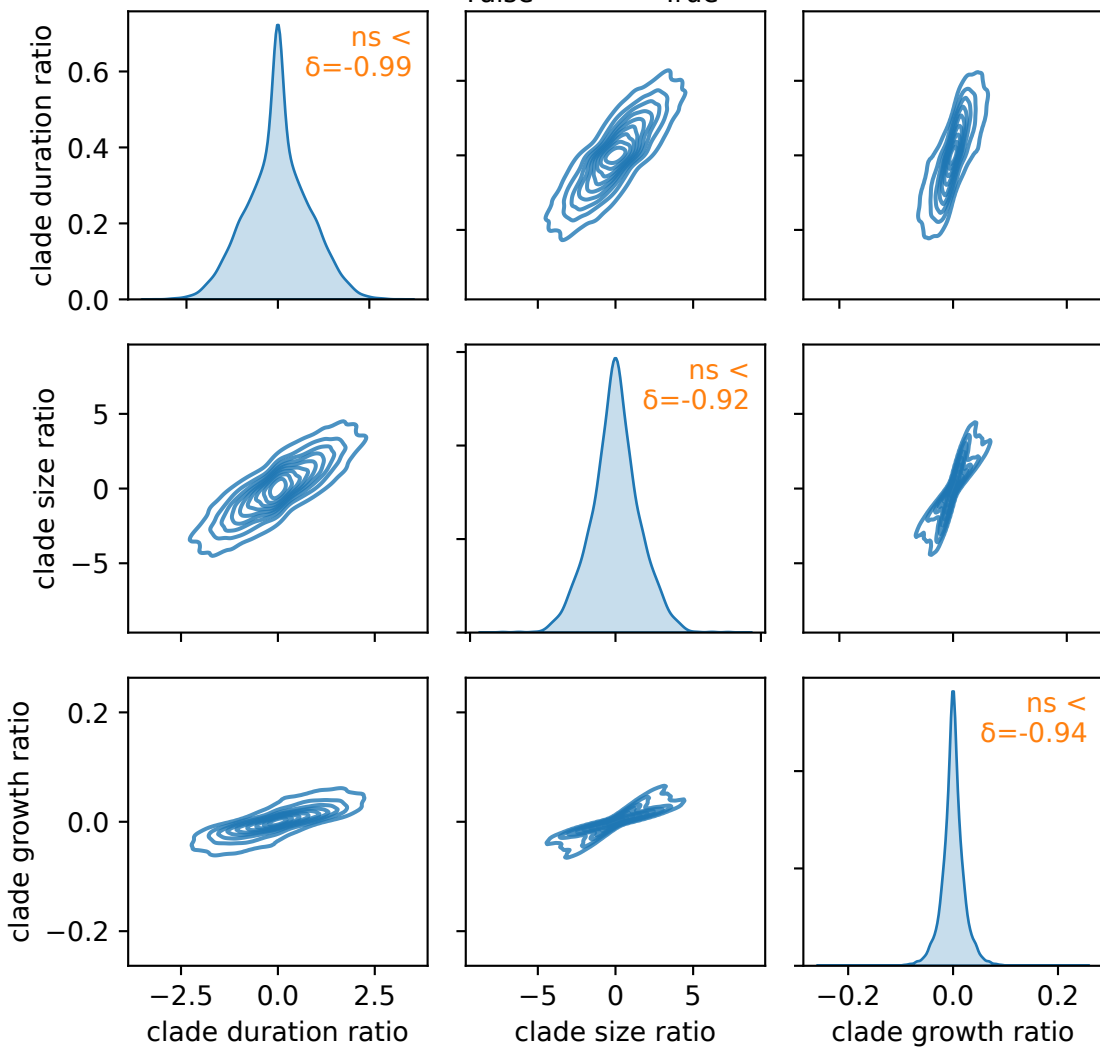 clade duration ratio
0.6
0.4
0.2
0.0
ns <
δ=-0.99
clade size ratio
5
0
−5
ns <
δ=-0.92
clade growth ratio
0.2
0.0
−0.2
ns <
δ=-0.94
−2.5 0.0 2.5
−5 0 5
−0.2 0.0 0.2
clade duration ratio
clade size ratio
clade growth ratio